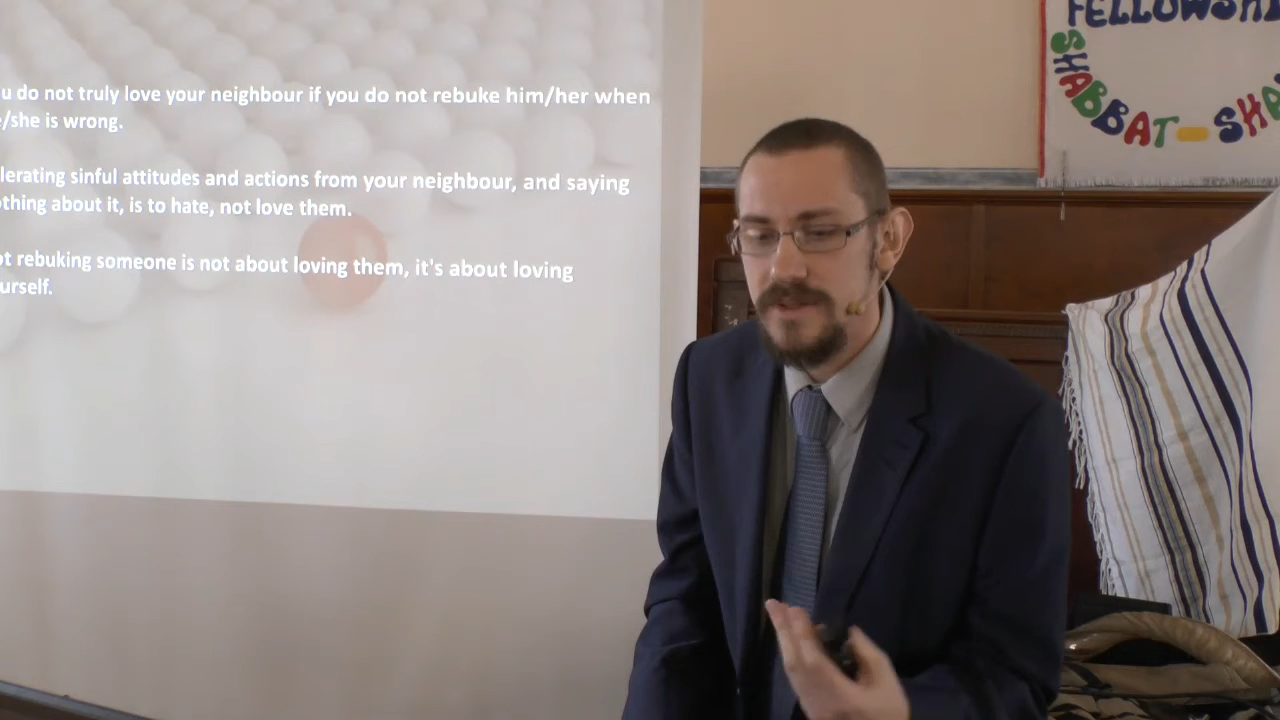 u do not truly love your neighbour if you do not rebuke him/her when
e/she is wrong.
lerating sinful attitudes and actions from your neighbour, and saying
othing about it, is to hate, not love them.
ot rebuking someone is not about loving them, it's about loving
urself.
FELLOWSHI
SHABBAT-SHA